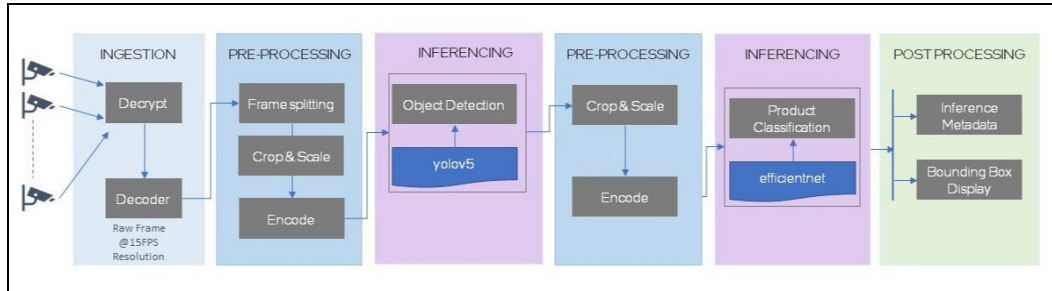 INGESTION
Decrypt
Decoder
Raw Frame
@15FPS
Resolution
PRE-PROCESSING
Frame splitting
Crop & Scale
Encode
INFERENCING
Object Detection
yolov5
PRE-PROCESSING
Crop & Scale
Encode
INFERENCING
Product
Classification
efficientnet
POST PROCESSING
Inference
Metadata
Bounding Box
Display